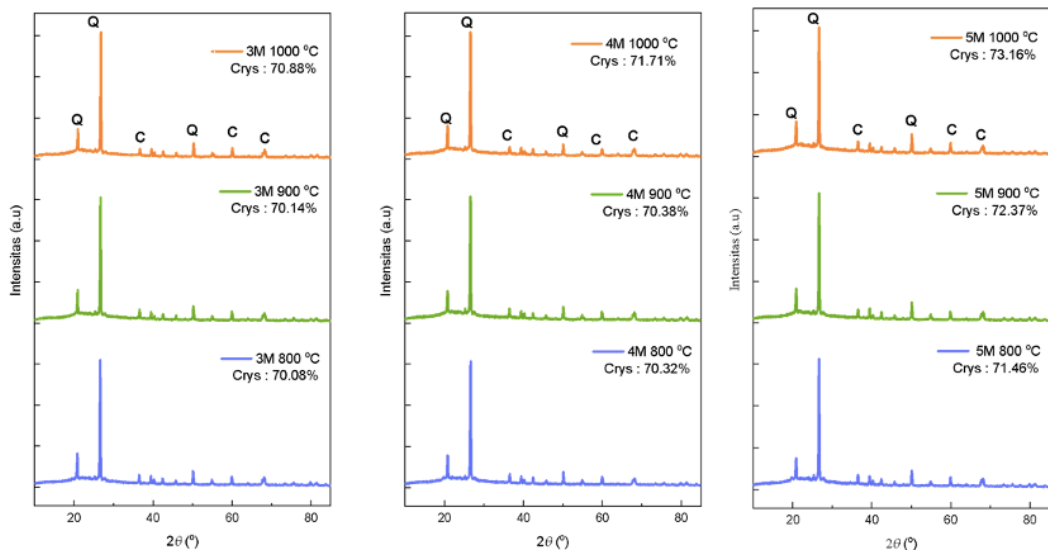 Q
3M 1000 °C
Crys : 70.88%
Q
C
Q
C
C
3M 900 °C
Crys : 70.14%
3M 800 °C
Crys : 70.08%
Intensitas (a.u)
20
40
60
80
2θ (°)
Q
4M 1000 °C
Crys : 71.71%
Q
C
Q
C
C
4M 900 °C
Crys : 70.38%
4M 800 °C
Crys : 70.32%
Intensitas (a.u)
20
40
60
80
2θ (°)
Q
5M 1000 °C
Crys : 73.16%
Q
C
Q
C
C
5M 900 °C
Crys : 72.37%
5M 800 °C
Crys : 71.46%
Intensitas (a.u)
20
40
60
80
2θ (°)